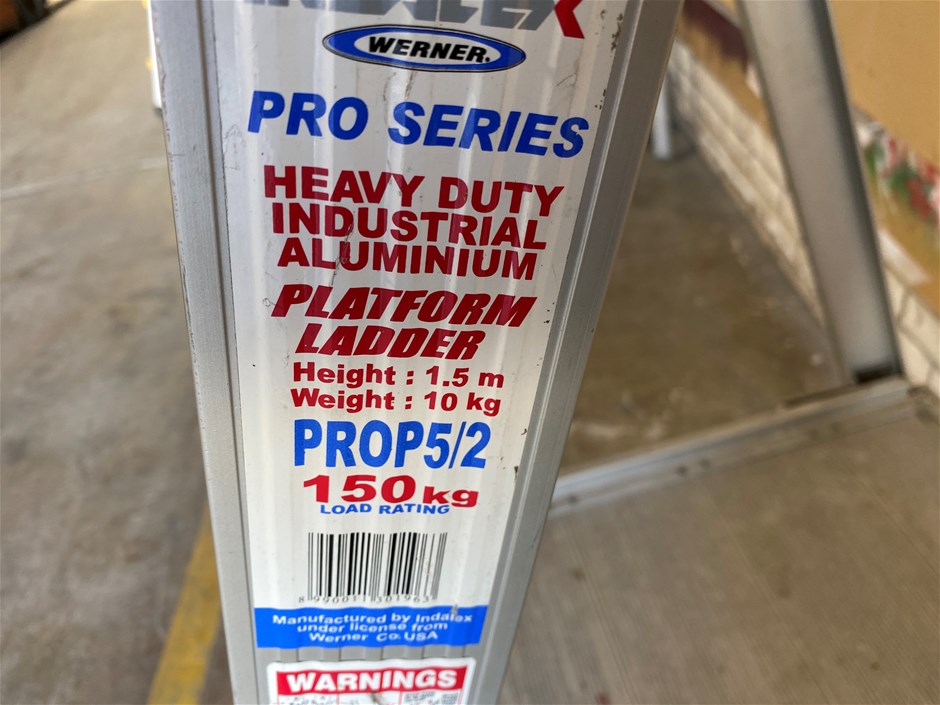 INDALEX
WERNER.
PRO SERIES
HEAVY DUTY
INDUSTRIAL
ALUMINIUM
PLATFORM
LADDER
Height : 1.5 m
Weight : 10 kg
PROP5/2
150kg
LOAD RATING
Manufactured by Indalex
under license from
Werner Co. USA
WARNINGS